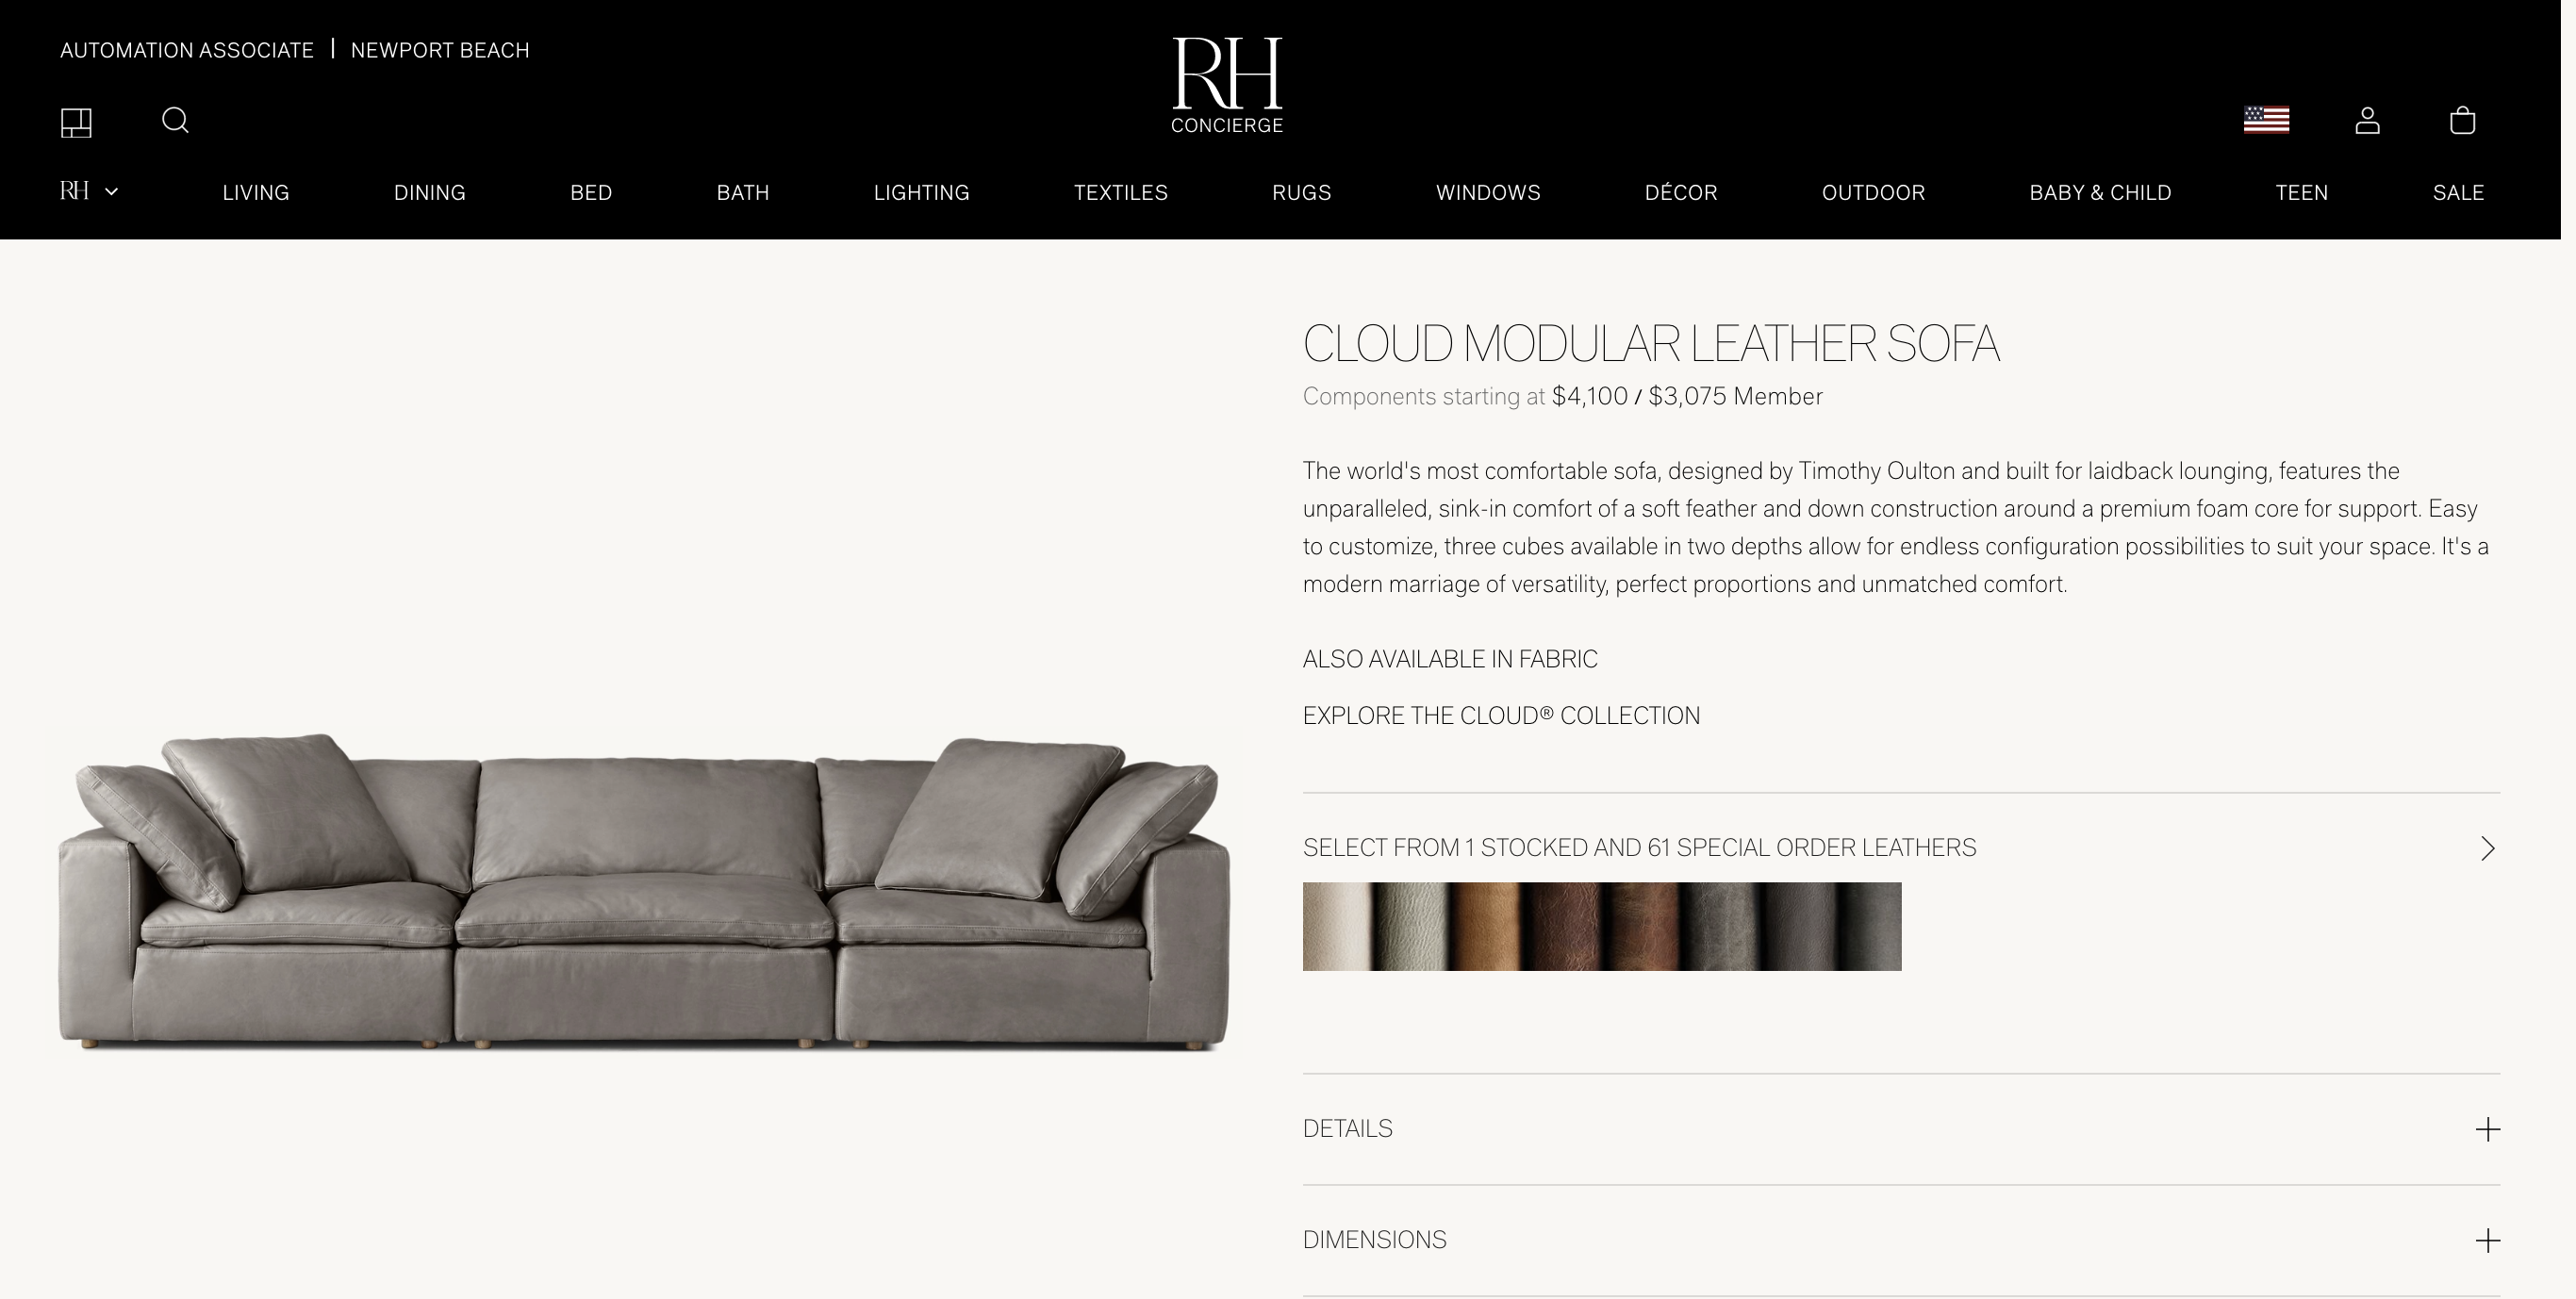 AUTOMATION ASSOCIATE | NEWPORT BEACH
RH
CONCIERGE
RH
LIVING
DINING
BED
BATH
LIGHTING
TEXTILES
RUGS
WINDOWS
DÉCOR
OUTDOOR
BABY & CHILD
TEEN
SALE
CLOUD MODULAR LEATHER SOFA
Components starting at $4,100 / $3,075 Member
The world's most comfortable sofa, designed by Timothy Oulton and built for laidback lounging, features the
unparalleled, sink-in comfort of a soft feather and down construction around a premium foam core for support. Easy
to customize, three cubes available in two depths allow for endless configuration possibilities to suit your space. It's a
modern marriage of versatility, perfect proportions and unmatched comfort.
ALSO AVAILABLE IN FABRIC
EXPLORE THE CLOUD® COLLECTION
SELECT FROM 1 STOCKED AND 61 SPECIAL ORDER LEATHERS
DETAILS
DIMENSIONS